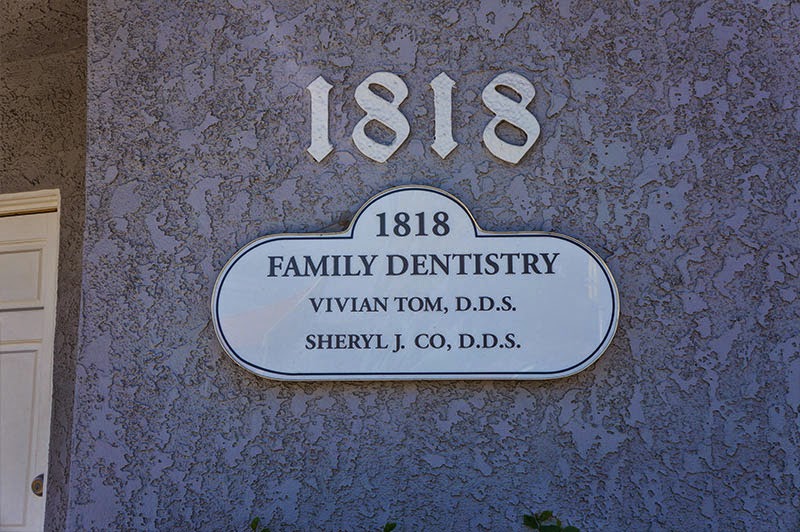 1818
1818
FAMILY DENTISTRY
VIVIAN TOM, D.D.S.
SHERYL J. CO, D.D.S.